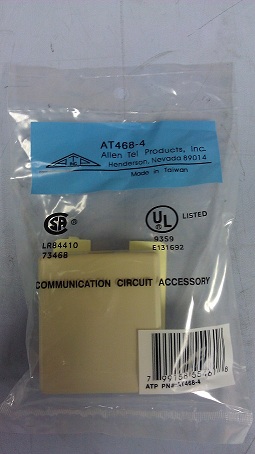 AT468-4
Allen Tel Products, Inc.
Henderson, Nevada 89014
Made in Taiwan
LR84410
73468
UL
LISTED
9359
E131692
COMMUNICATION CIRCUIT ACCESSORY
ATP PN# AT468-4